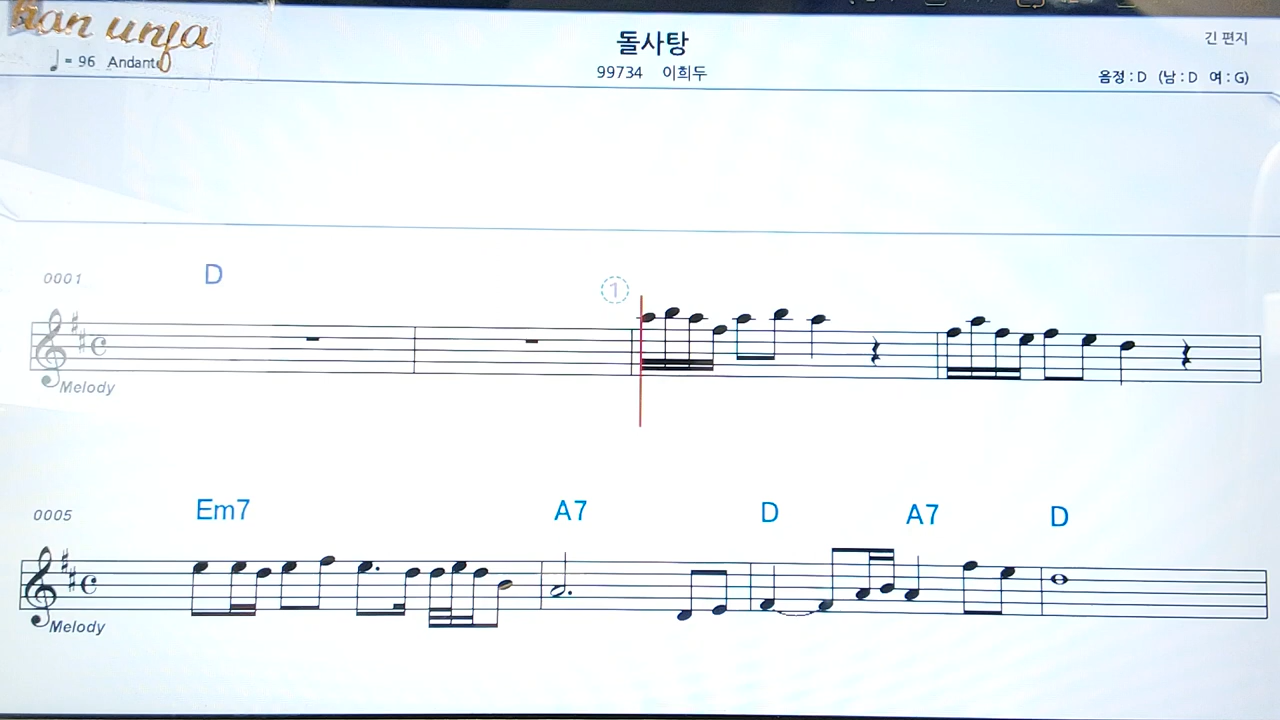 han unja
돌사탕
긴 편지
♩ = 96 Andante
99734 이희두
음정 : D (남 : D 여 : G)
0001 D
①
Melody
0005 Em7 A7 D A7 D
Melody